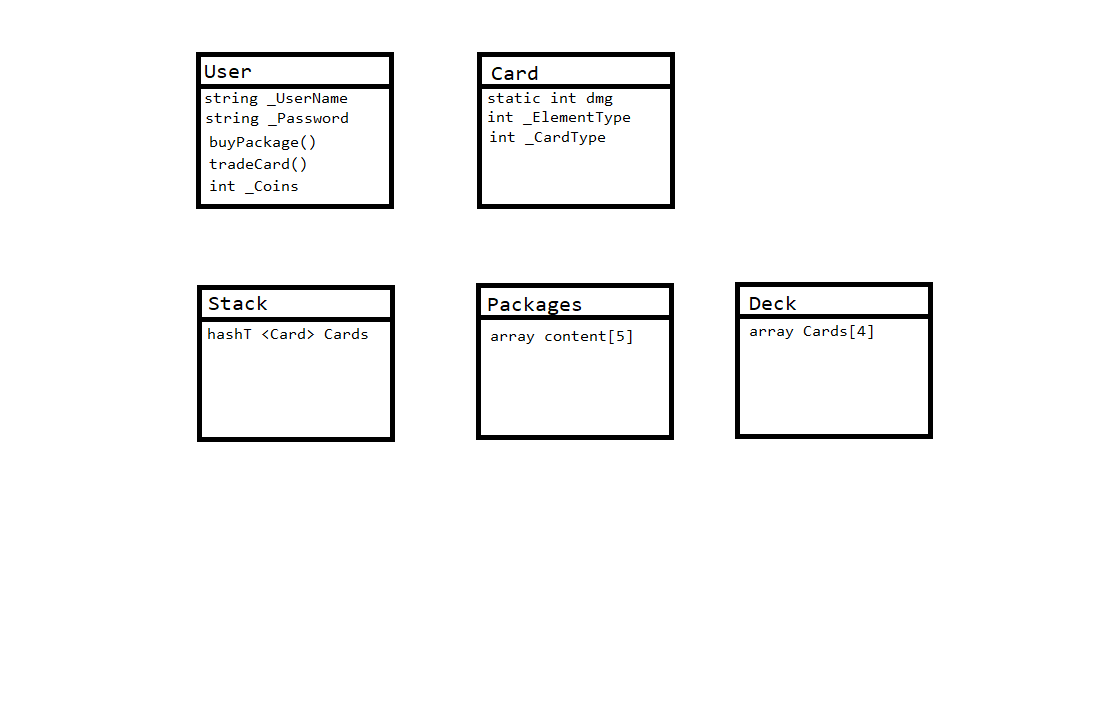 User
string _UserName
string _Password
buyPackage()
tradeCard()
int _Coins
Card
static int dmg
int _ElementType
int _CardType
Stack
hashT <Card> Cards
Packages
array content[5]
Deck
array Cards[4]